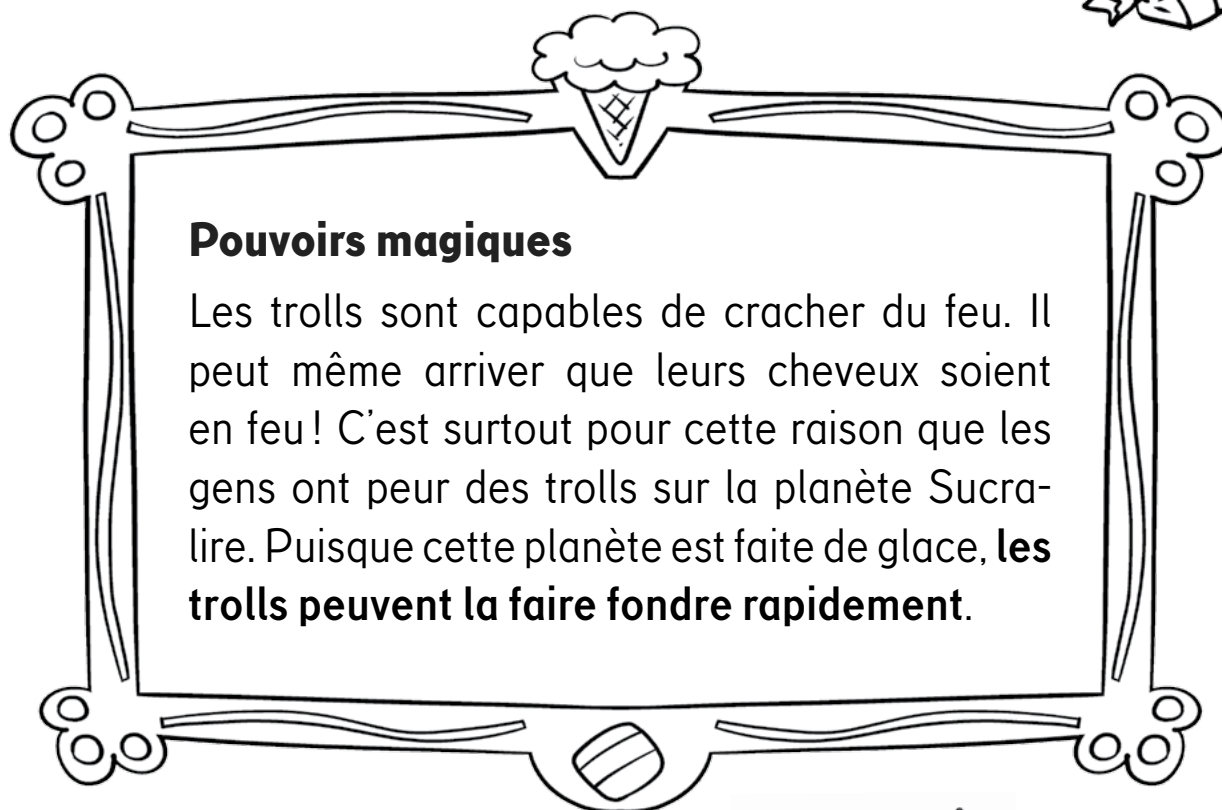 Pouvoirs magiques
Les trolls sont capables de cracher du feu. Il
peut même arriver que leurs cheveux soient
en feu ! C’est surtout pour cette raison que les
gens ont peur des trolls sur la planète Sucra-
lire. Puisque cette planète est faite de glace, les
trolls peuvent la faire fondre rapidement.